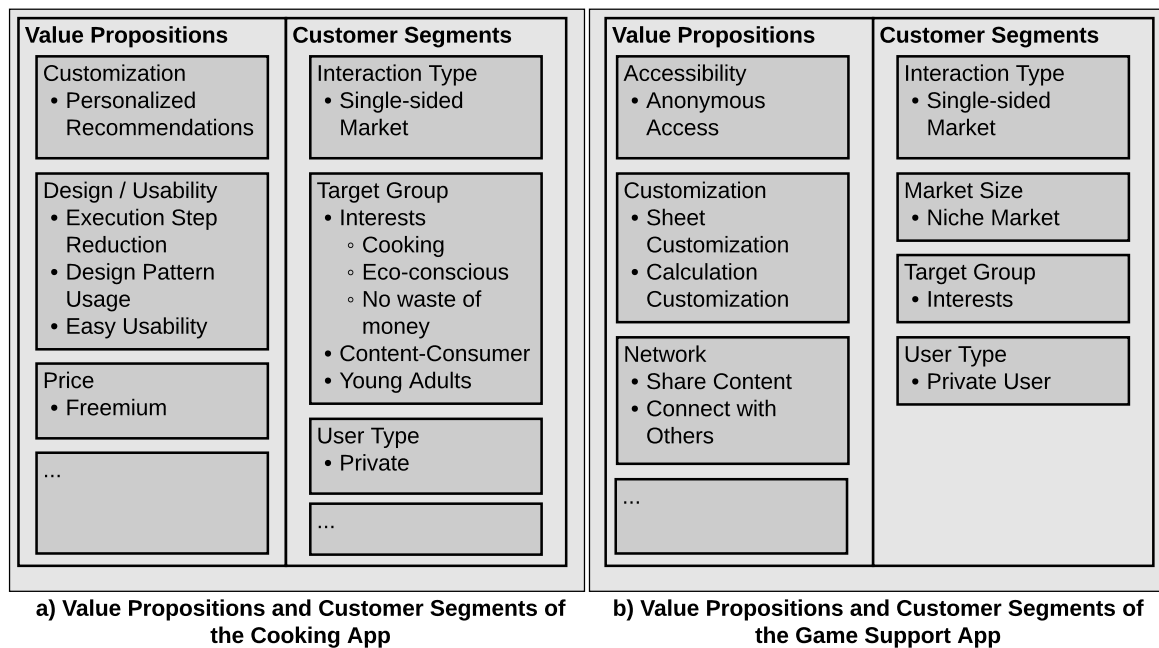 Value Propositions
Customization
• Personalized
Recommendations
Design / Usability
• Execution Step
Reduction
• Design Pattern
Usage
• Easy Usability
Price
• Freemium
...
Customer Segments
Interaction Type
• Single-sided
Market
Target Group
• Interests
◦ Cooking
◦ Eco-conscious
◦ No waste of
money
• Content-Consumer
• Young Adults
User Type
• Private
...
a) Value Propositions and Customer Segments of
the Cooking App
Value Propositions
Accessibility
• Anonymous
Access
Customization
• Sheet
Customization
• Calculation
Customization
Network
• Share Content
• Connect with
Others
...
Customer Segments
Interaction Type
• Single-sided
Market
Market Size
• Niche Market
Target Group
• Interests
User Type
• Private User
b) Value Propositions and Customer Segments of
the Game Support App